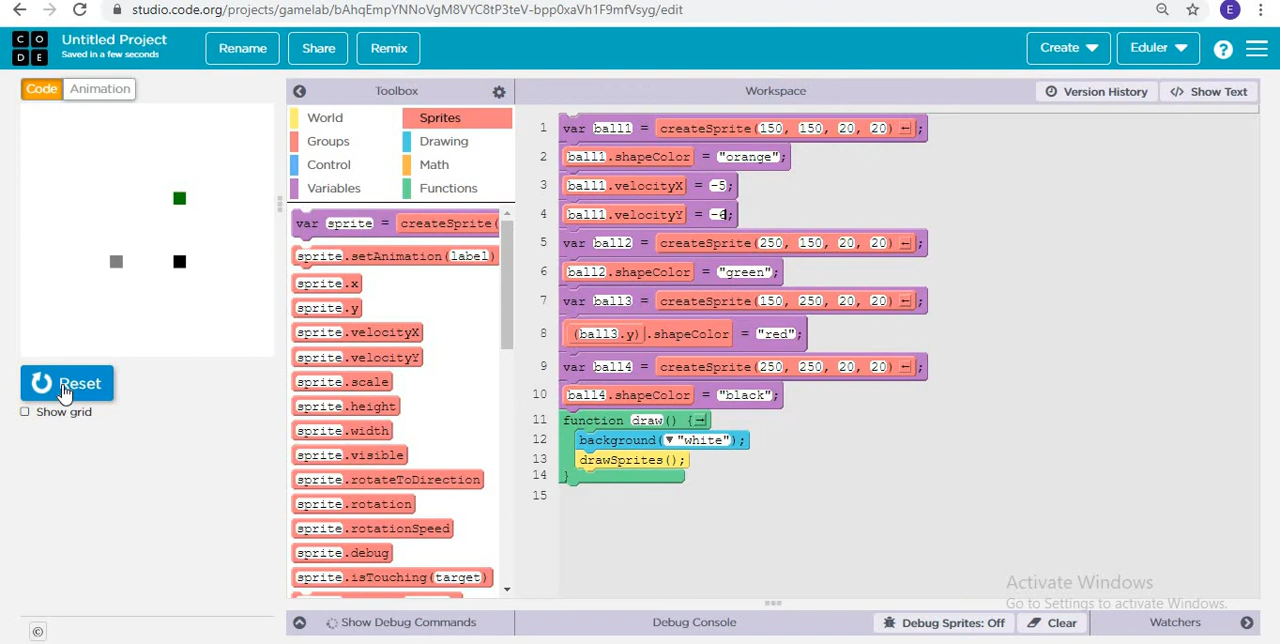 studio.code.org/projects/gamelab/bAhqEmpYNNoVgM8VYC8tP3teV-bpp0xaVh1F9mfVsyg/edit
E
C O
D E
Untitled Project
Saved in a few seconds
Rename
Share
Remix
Create
Eduler
?
Code
Animation
Toolbox
Workspace
Version History
</> Show Text
World
Sprites
Groups
Drawing
Control
Math
Variables
Functions
var sprite = createSprite(
sprite.setAnimation(label)
sprite.x
sprite.y
sprite.velocityX
sprite.velocityY
sprite.scale
sprite.height
sprite.width
sprite.visible
sprite.rotateToDirection
sprite.rotation
sprite.rotationSpeed
sprite.debug
sprite.isTouching(target)
1 var ball1 = createSprite(150, 150, 20, 20);
2 ball1.shapeColor = "orange";
3 ball1.velocityX = -5;
4 ball1.velocityY = -6;
5 var ball2 = createSprite(250, 150, 20, 20);
6 ball2.shapeColor = "green";
7 var ball3 = createSprite(150, 250, 20, 20);
8 (ball3.y).shapeColor = "red";
9 var ball4 = createSprite(250, 250, 20, 20);
10 ball4.shapeColor = "black";
11 function draw() {
12 background("white");
13 drawSprites();
14 }
15
Reset
Show grid
Activate Windows
Go to Settings to activate Windows.
©
Show Debug Commands
Debug Console
Debug Sprites: Off
Clear
Watchers